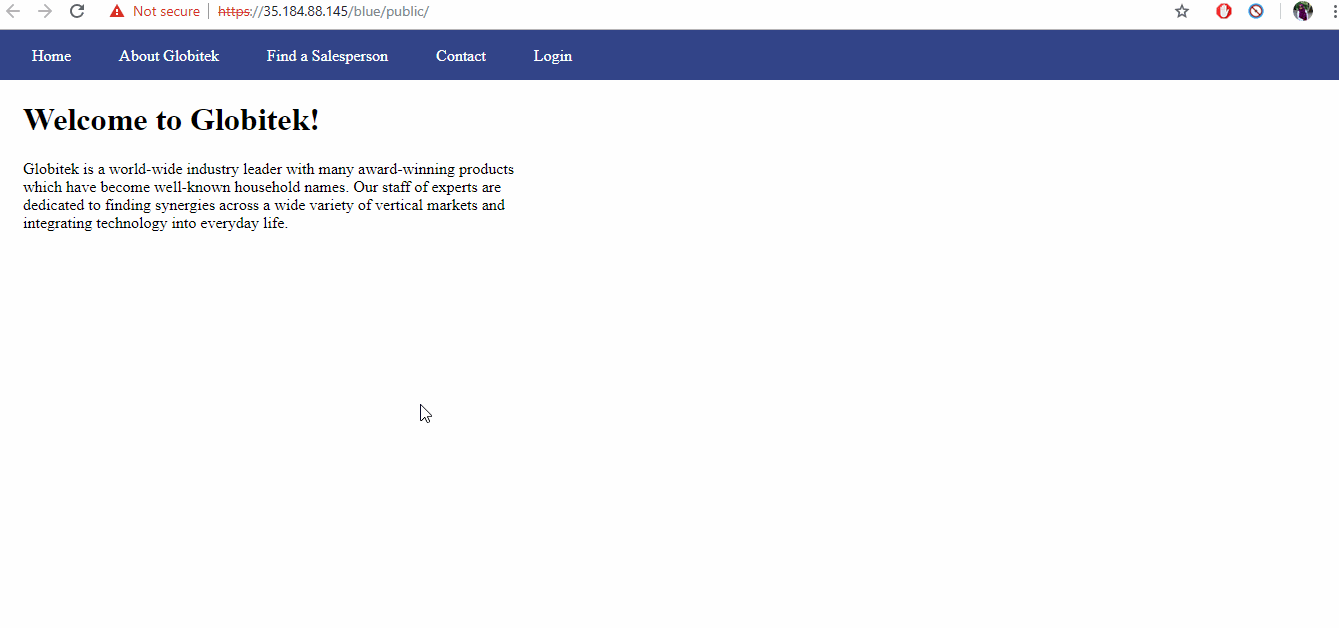 Not secure https://35.184.88.145/blue/public/
Home About Globitek Find a Salesperson Contact Login
Welcome to Globitek!
Globitek is a world-wide industry leader with many award-winning products
which have become well-known household names. Our staff of experts are
dedicated to finding synergies across a wide variety of vertical markets and
integrating technology into everyday life.